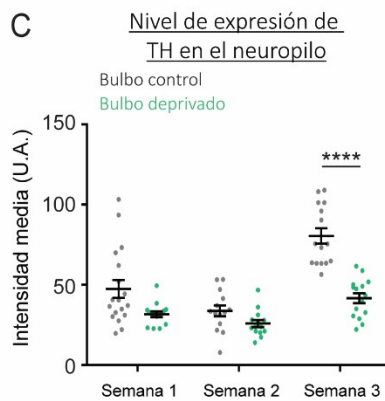 C
Nivel de expresión de
TH en el neuropilo
Bulbo control
Bulbo deprivado
Intensidad media (U.A.)
150
100
50
0
****
Semana 1
Semana 2
Semana 3